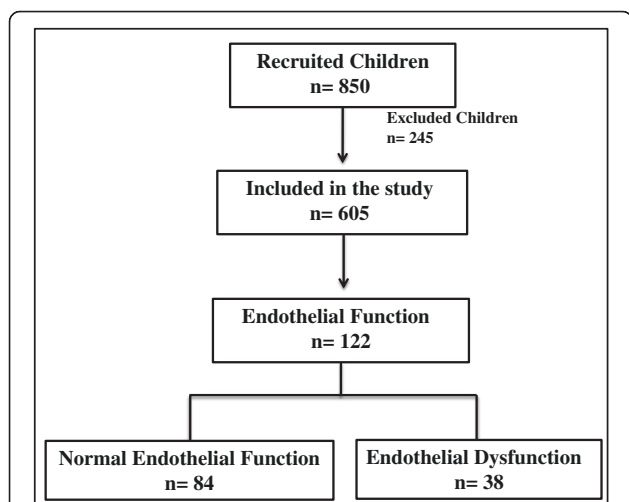 Recruited Children
n= 850
Excluded Children
n= 245
Included in the study
n= 605
Endothelial Function
n= 122
Normal Endothelial Function
n= 84
Endothelial Dysfunction
n= 38